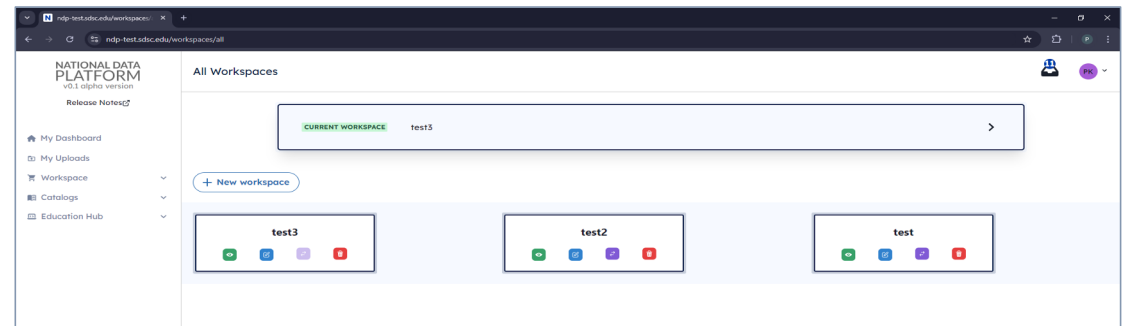 ndp-test.sdsc.edu/workspaces/
ndp-test.sdsc.edu/workspaces/all
P
NATIONAL DATA
PLATFORM
v0.1 alpha version
Release Notes
My Dashboard
My Uploads
Workspace
Catalogs
Education Hub
All Workspaces
PK
CURRENT WORKSPACE test3
+ New workspace
test3 test2 test